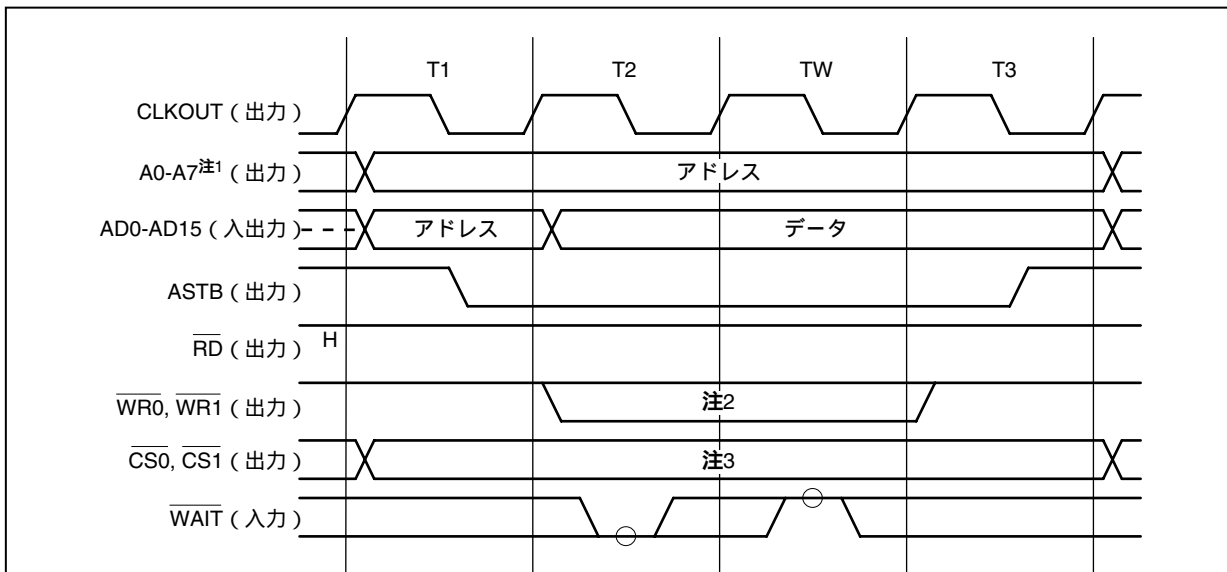 T1 T2 TW T3
CLKOUT（出力）
A0-A7注1（出力） アドレス
AD0-AD15（入出力） アドレス データ
ASTB（出力）
RD（出力） H
WR0, WR1（出力） 注2
CS0, CS1（出力） 注3
WAIT（入力）